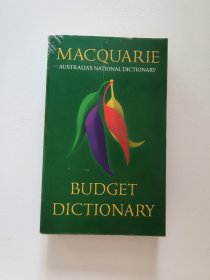 MACQUARIE
AUSTRALIA'S NATIONAL DICTIONARY
BUDGET
DICTIONARY